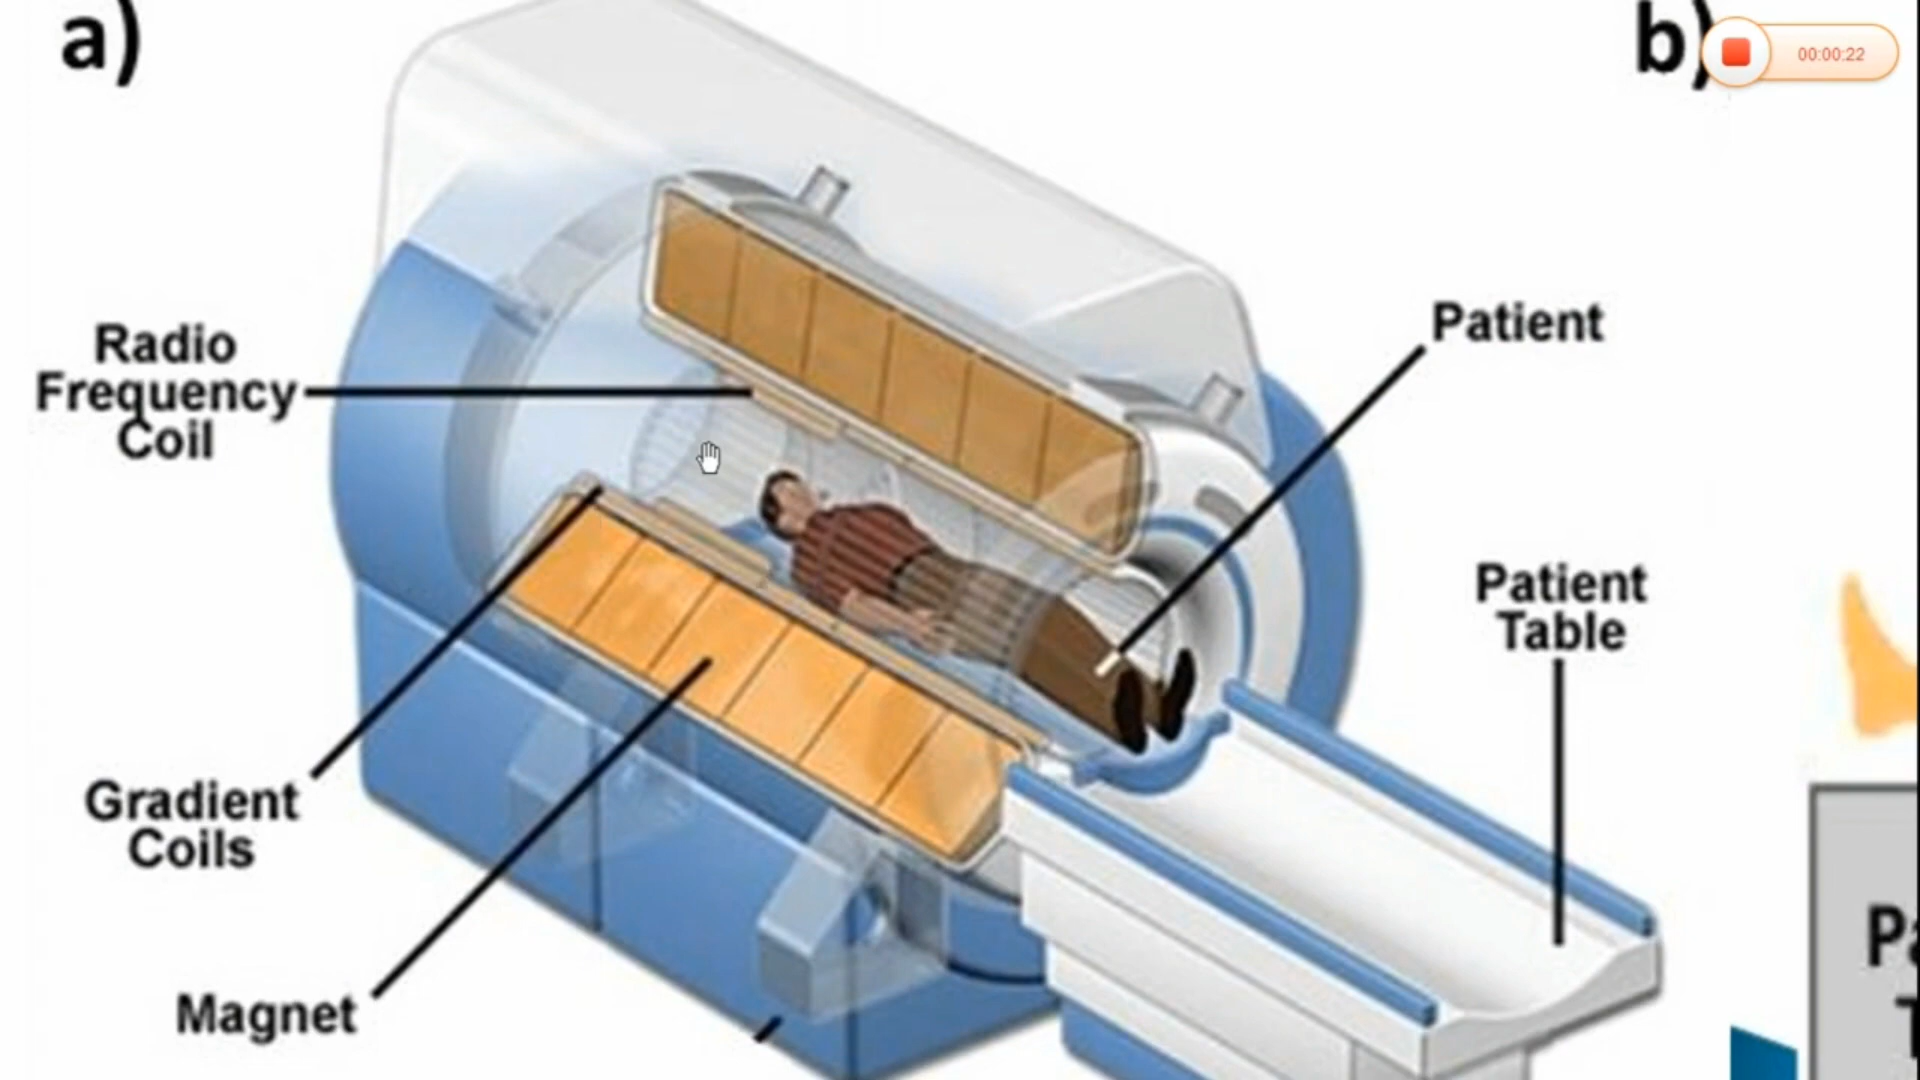 a)
b)
00:00:22
Radio
Frequency
Coil
Patient
Patient
Table
Gradient
Coils
Magnet